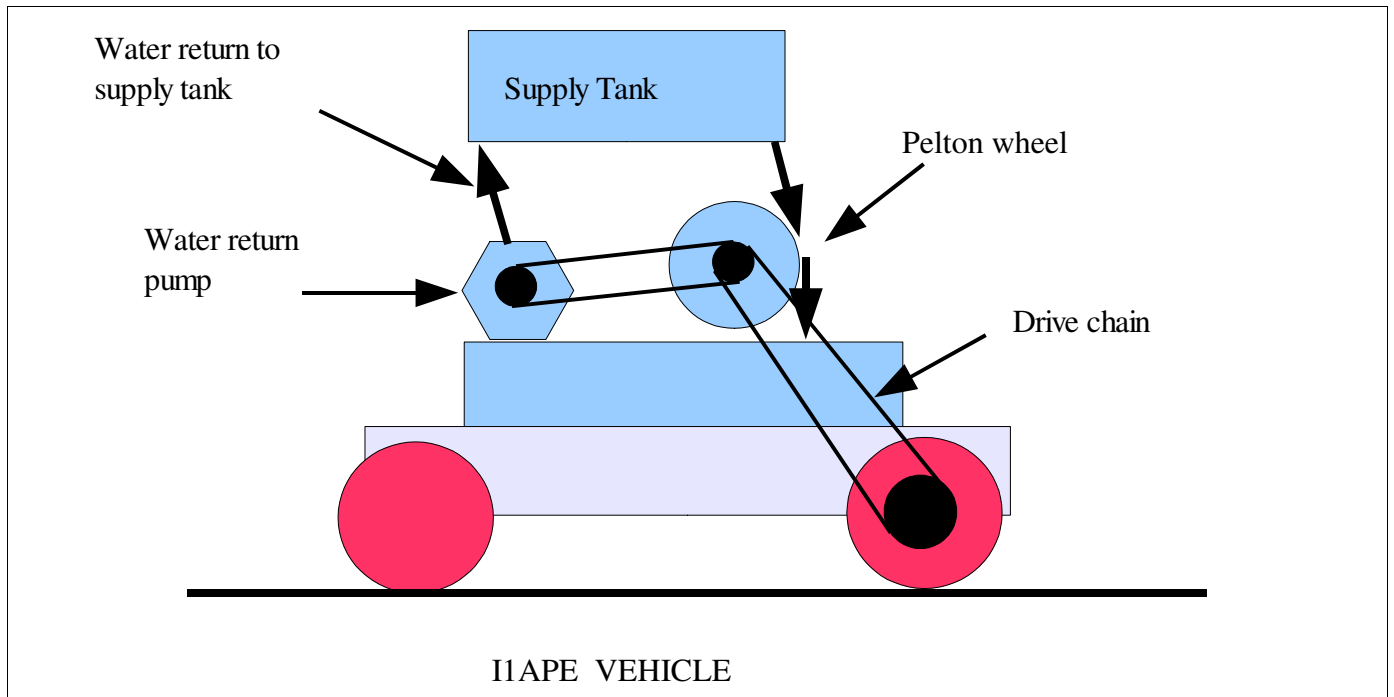 Water return to
supply tank
Supply Tank
Pelton wheel
Water return
pump
Drive chain
I1APE VEHICLE